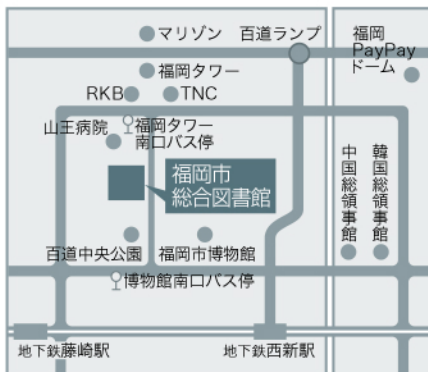 マリゾン
百道ランプ
福岡
PayPay
ドーム
福岡タワー
RKB
TNC
山王病院
福岡タワー
南口バス停
福岡市
総合図書館
中国総領事館
韓国総領事館
百道中央公園
福岡市博物館
博物館南口バス停
地下鉄藤崎駅
地下鉄西新駅